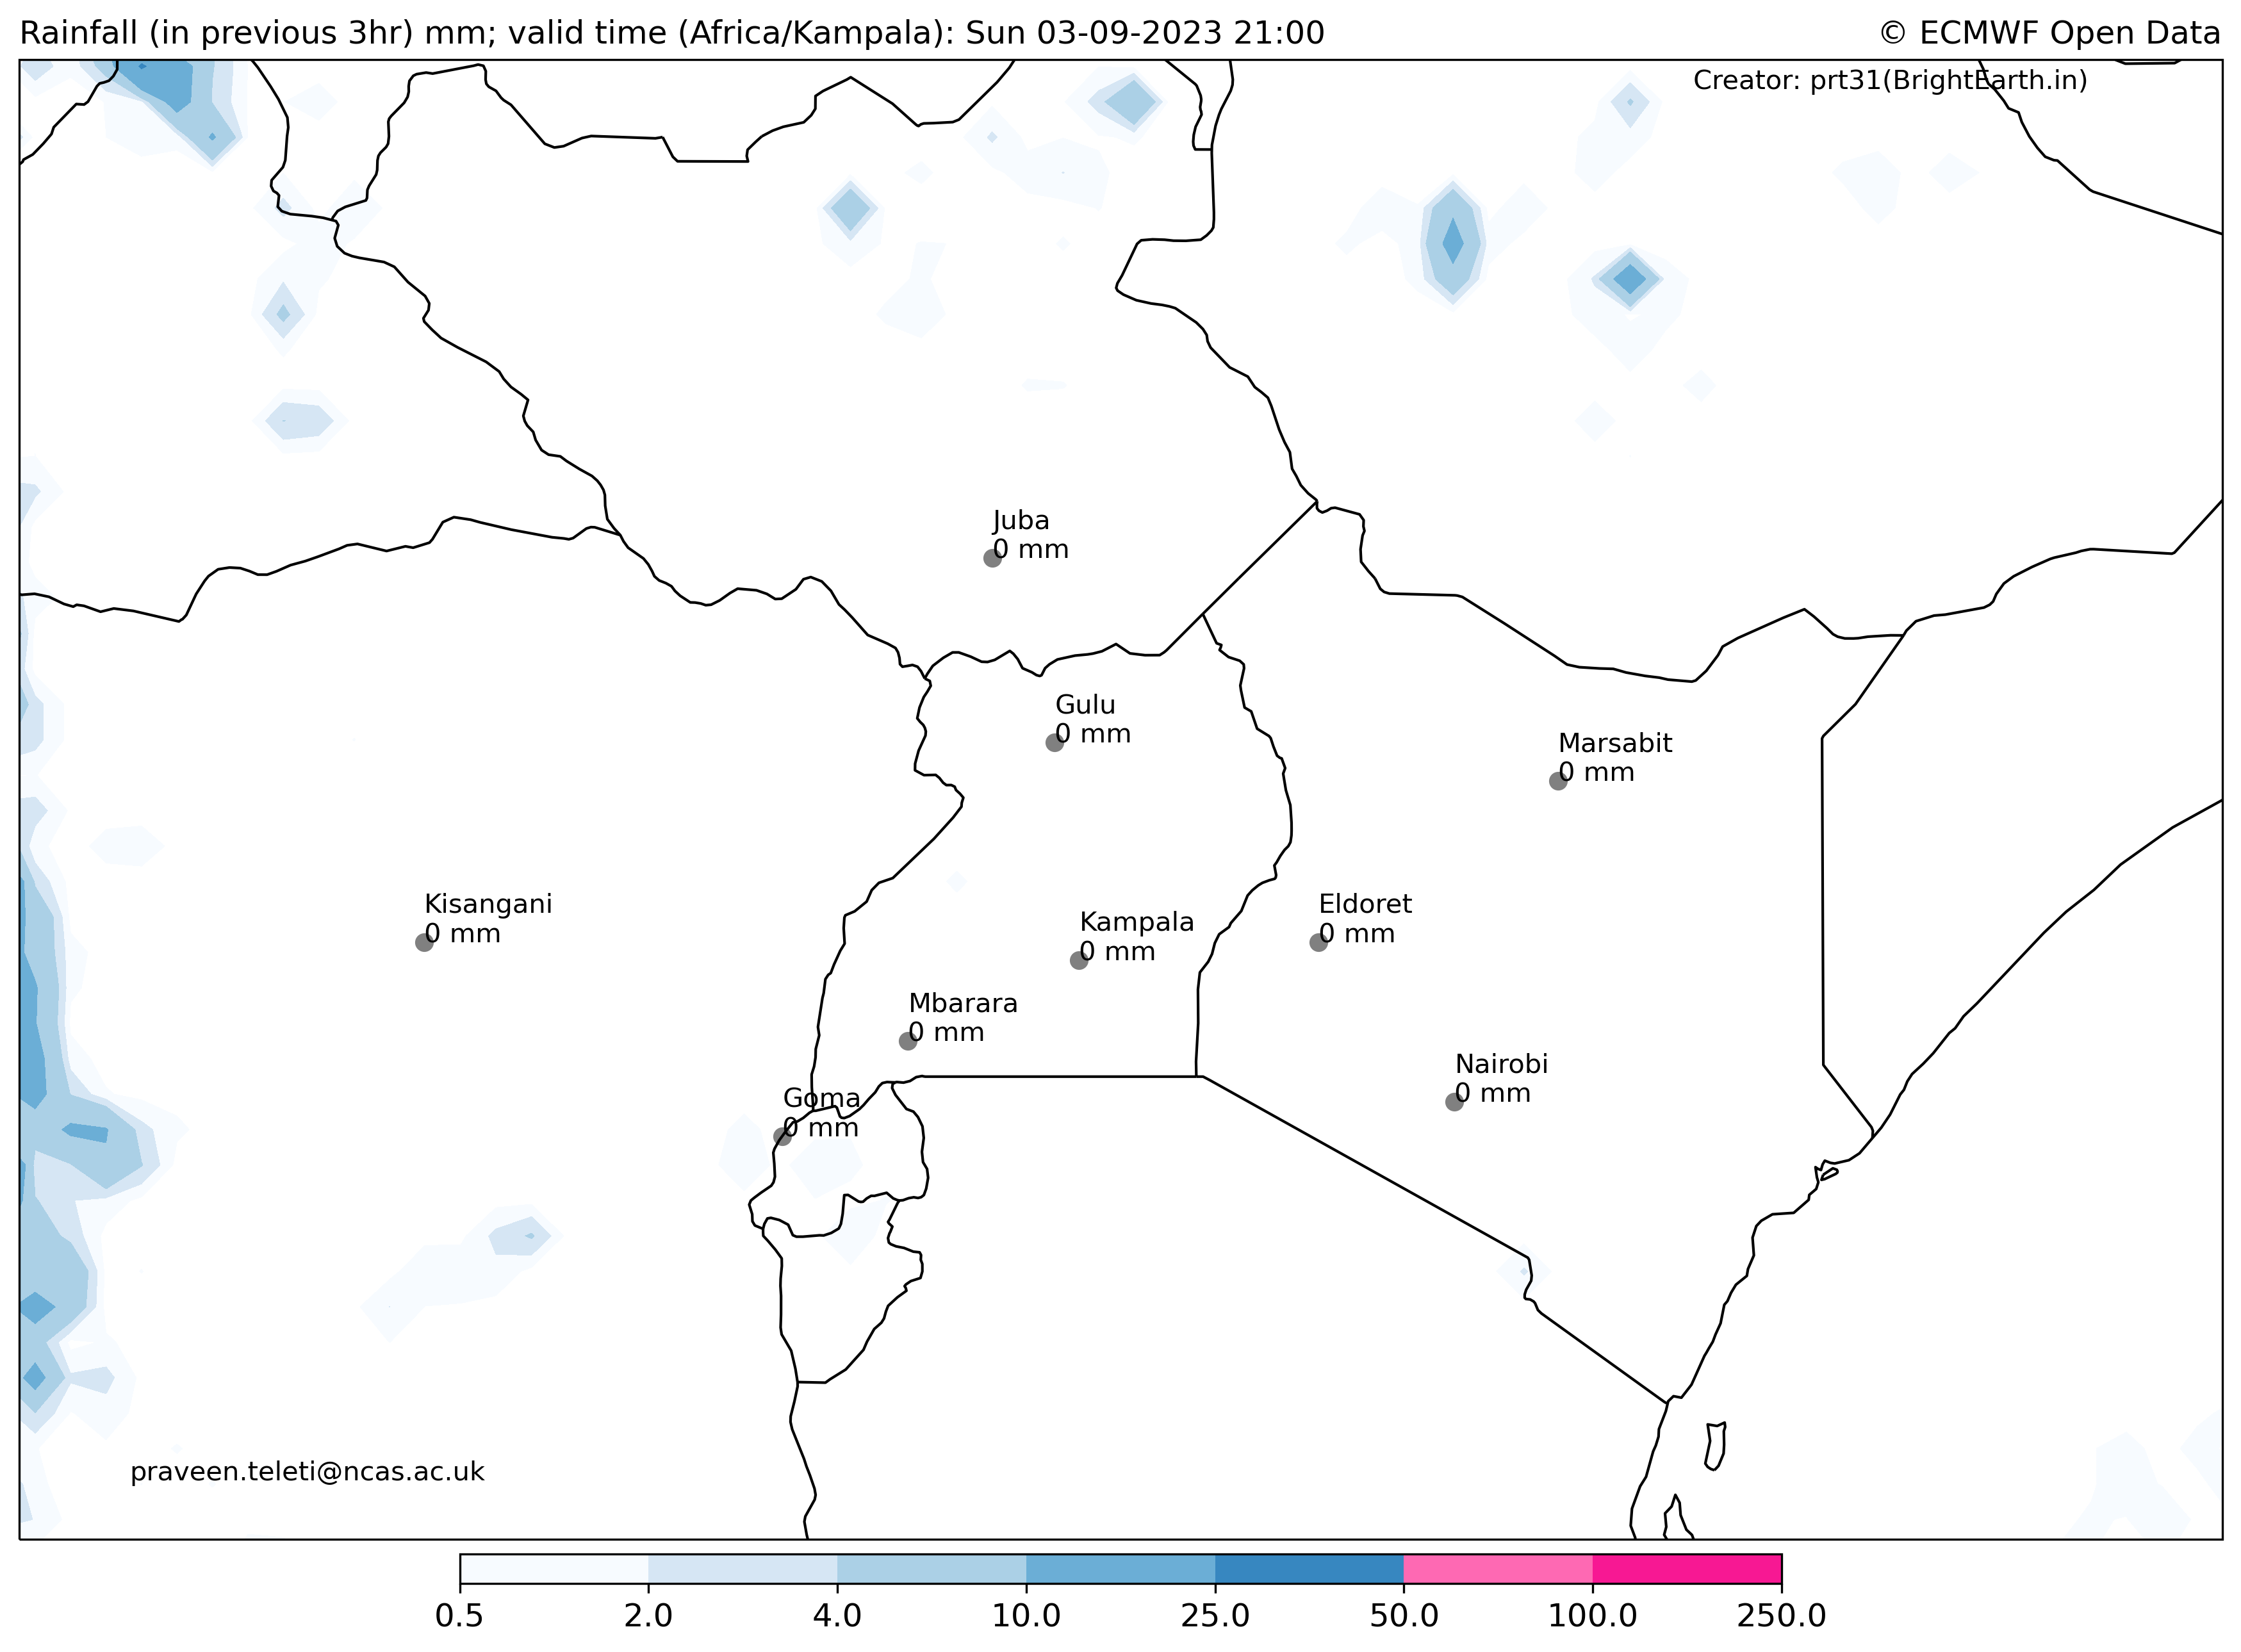 Rainfall (in previous 3hr) mm; valid time (Africa/Kampala): Sun 03-09-2023 21:00
© ECMWF Open Data
Creator: prt31(BrightEarth.in)
Juba
0 mm
Gulu
0 mm
Marsabit
0 mm
Kisangani
0 mm
Eldoret
0 mm
Kampala
0 mm
Mbarara
0 mm
Nairobi
0 mm
Goma
0 mm
praveen.teleti@ncas.ac.uk
0.5 2.0 4.0 10.0 25.0 50.0 100.0 250.0